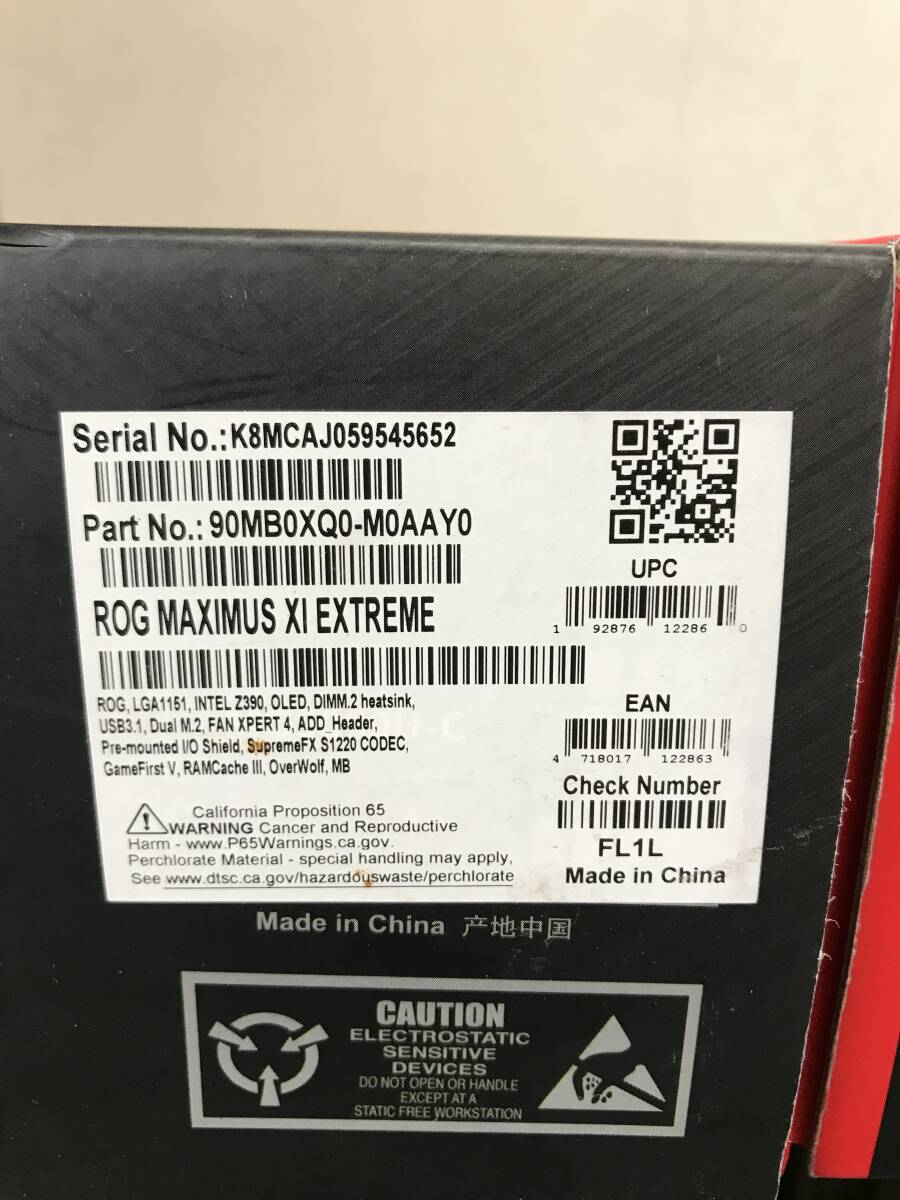 Serial No.:K8MCAJ059545652
Part No.: 90MB0XQ0-M0AAY0
ROG MAXIMUS XI EXTREME
ROG, LGA1151, INTEL Z390, OLED, DIMM.2 heatsink,
USB3.1, Dual M.2, FAN XPERT 4, ADD_Header,
Pre-mounted I/O Shield, SupremeFX S1220 CODEC,
GameFirst V, RAMCache III, OverWolf, MB
California Proposition 65
WARNING Cancer and Reproductive
Harm - www.P65Warnings.ca.gov.
Perchlorate Material - special handling may apply,
See www.dtsc.ca.gov/hazardouswaste/perchlorate
UPC
1 92876 12286 0
EAN
4 718017 122863
Check Number
FL1L
Made in China
Made in China 产地中国
CAUTION
ELECTROSTATIC
SENSITIVE
DEVICES
DO NOT OPEN OR HANDLE
EXCEPT AT A
STATIC FREE WORKSTATION